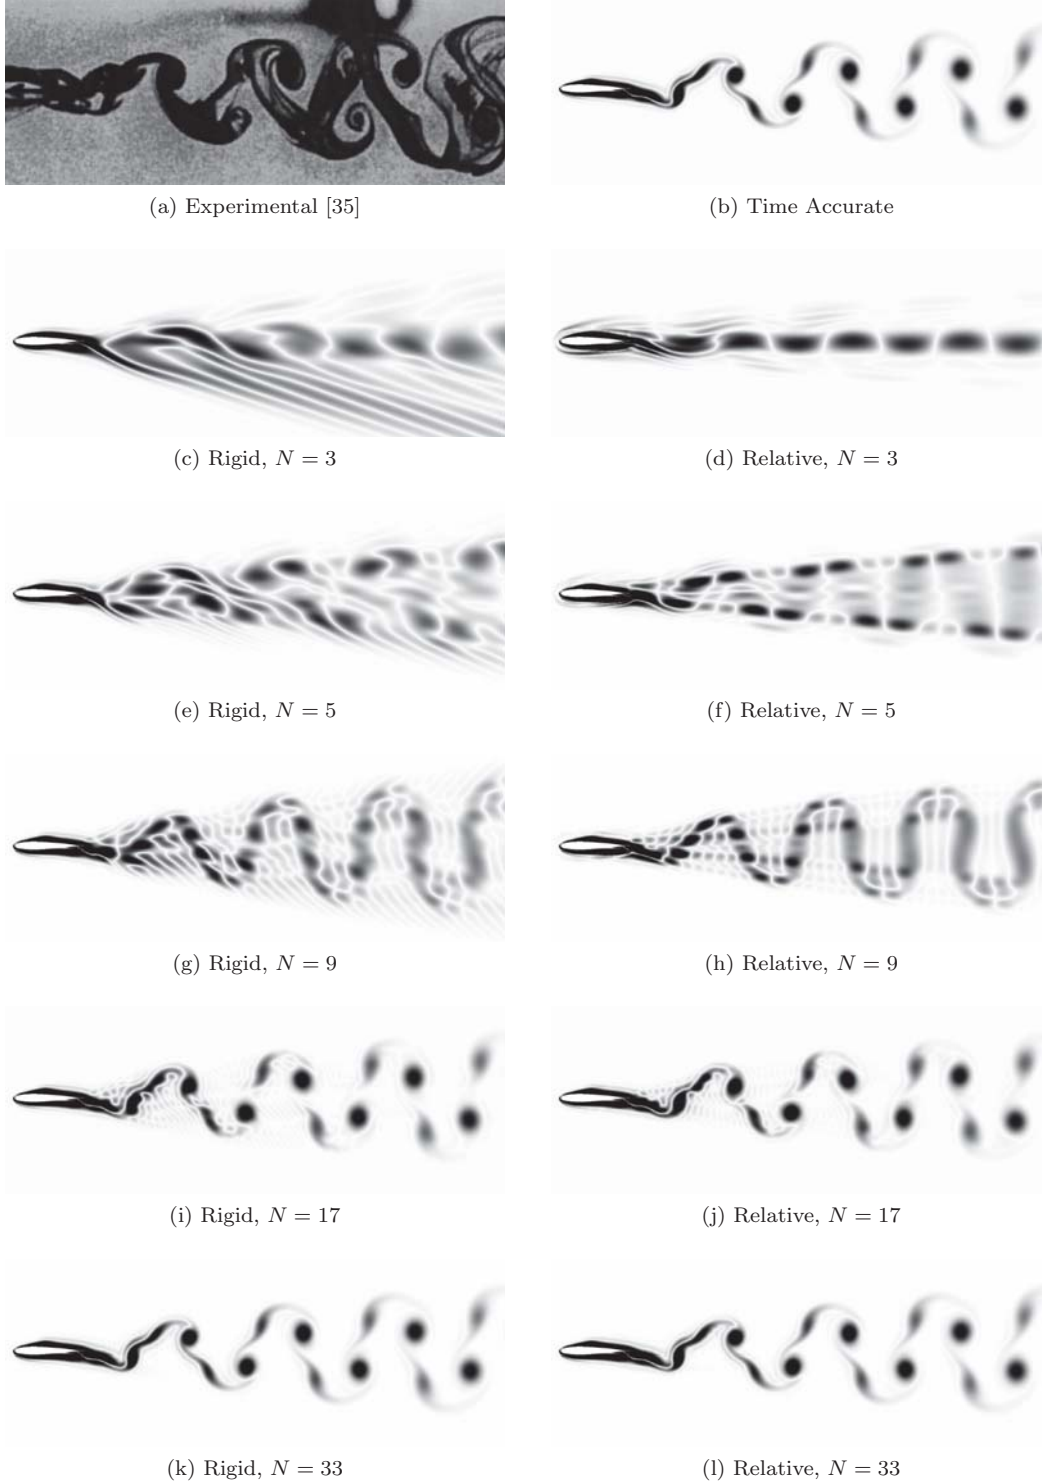 (a) Experimental [35]
(b) Time Accurate
(c) Rigid, N = 3
(d) Relative, N = 3
(e) Rigid, N = 5
(f) Relative, N = 5
(g) Rigid, N = 9
(h) Relative, N = 9
(i) Rigid, N = 17
(j) Relative, N = 17
(k) Rigid, N = 33
(l) Relative, N = 33